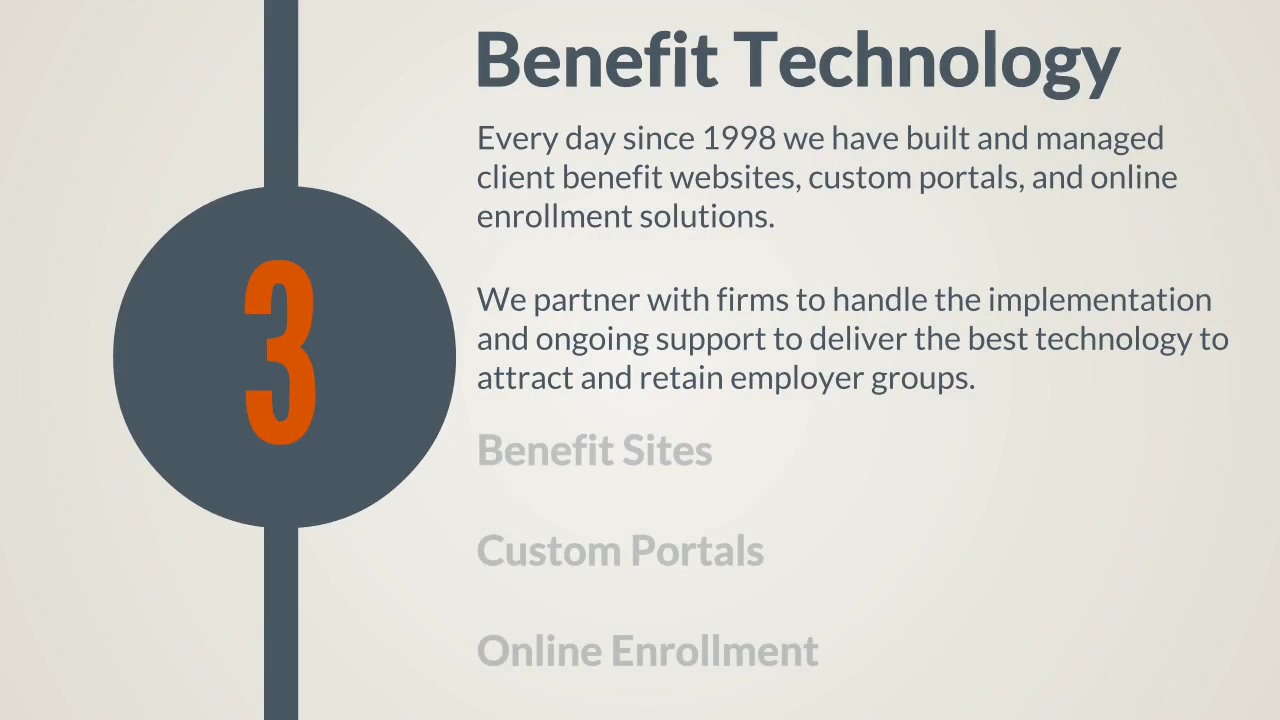 Benefit Technology
Every day since 1998 we have built and managed
client benefit websites, custom portals, and online
enrollment solutions.
We partner with firms to handle the implementation
and ongoing support to deliver the best technology to
attract and retain employer groups.
3
Benefit Sites
Custom Portals
Online Enrollment